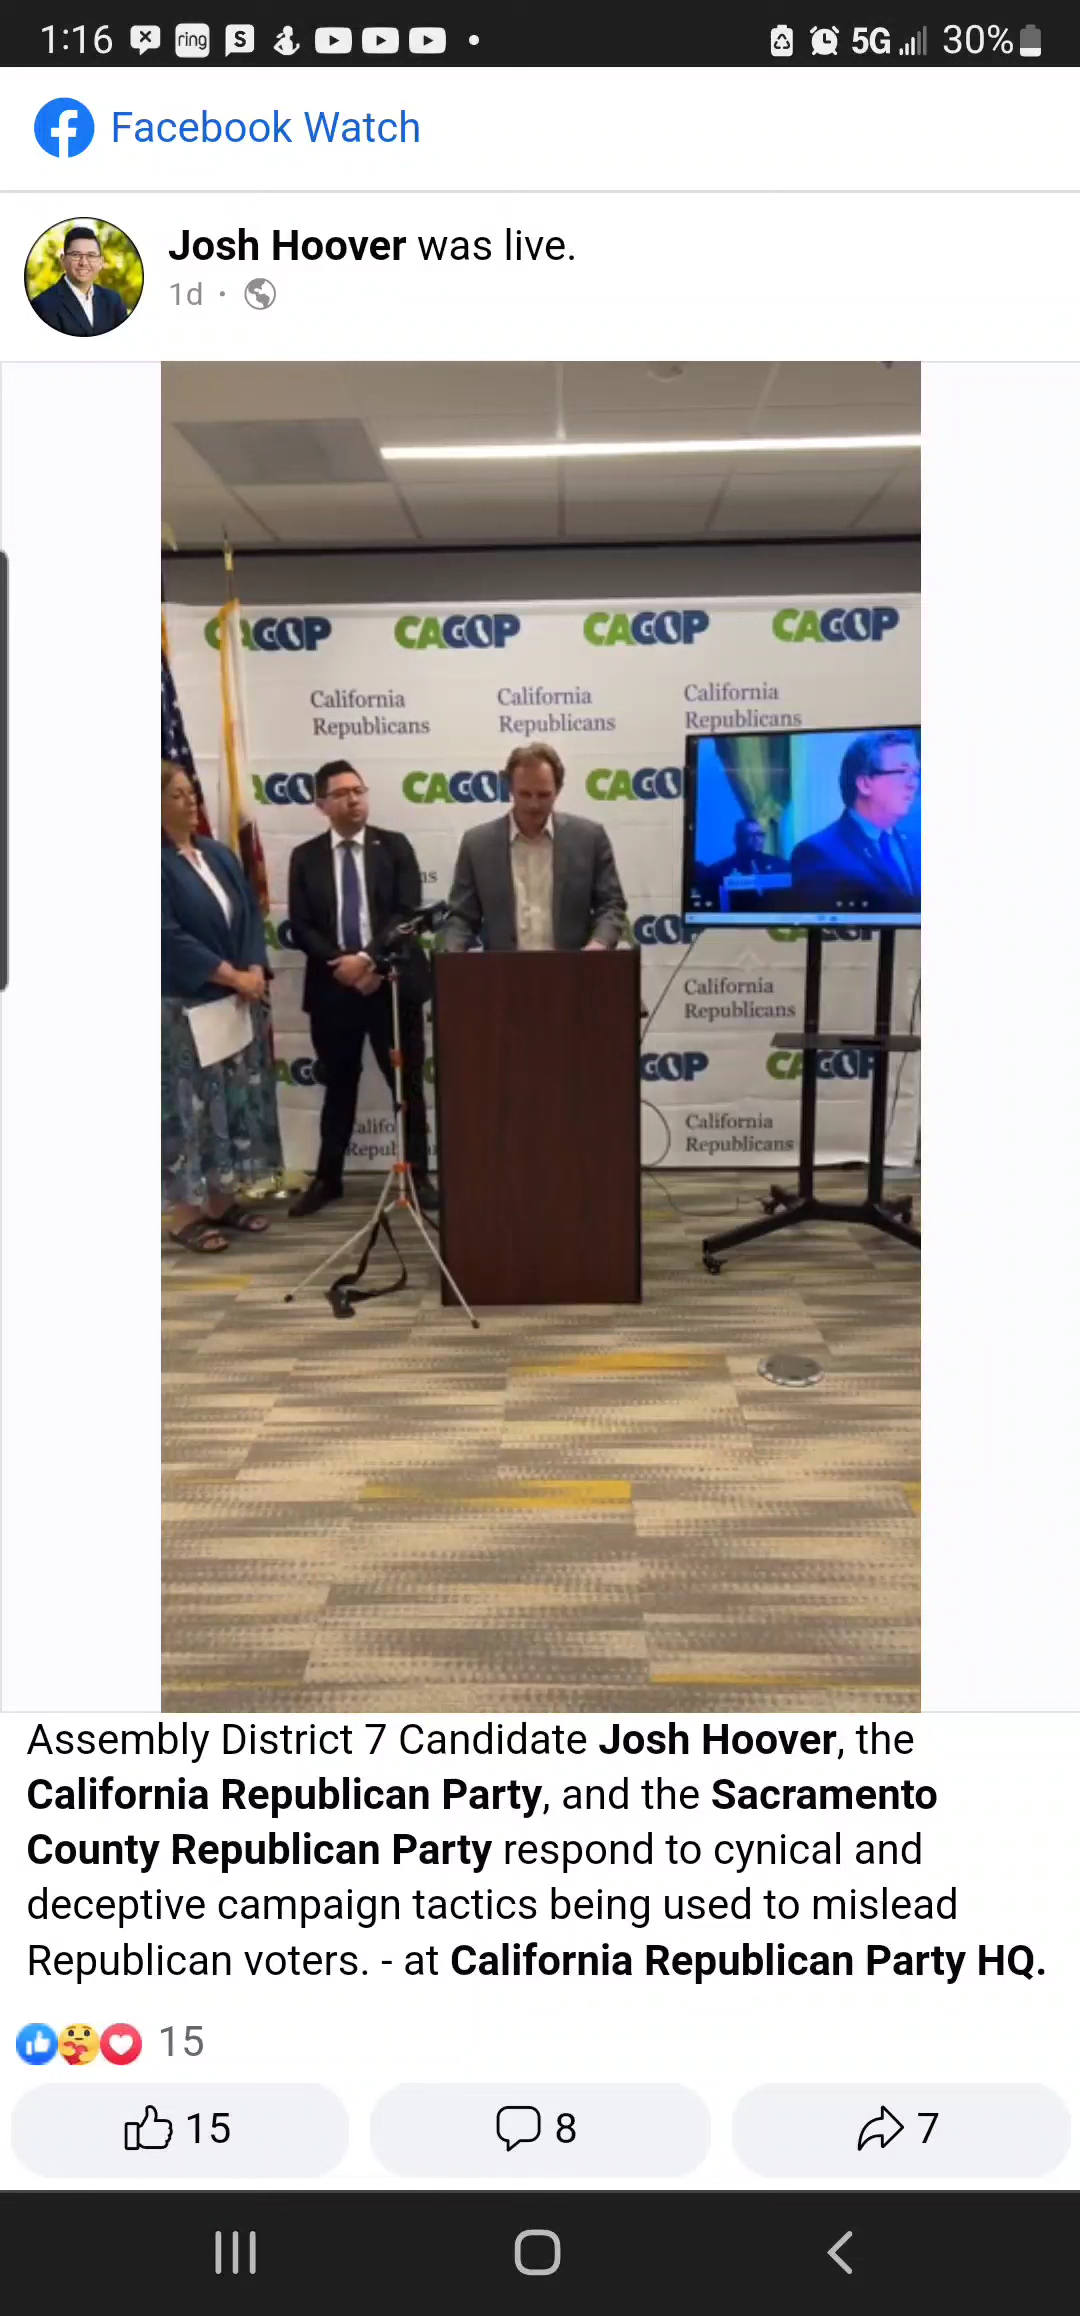 1:16 ring S 5G 30%
Facebook Watch
Josh Hoover was live.
1d ·
CAGOP CAGOP CAGOP CAGOP
California California California
Republicans Republicans Republicans
CAGOP
California
Republicans
GOP CAGOP
California
Republicans
Assembly District 7 Candidate Josh Hoover, the
California Republican Party, and the Sacramento
County Republican Party respond to cynical and
deceptive campaign tactics being used to mislead
Republican voters. - at California Republican Party HQ.
15
15 8 7